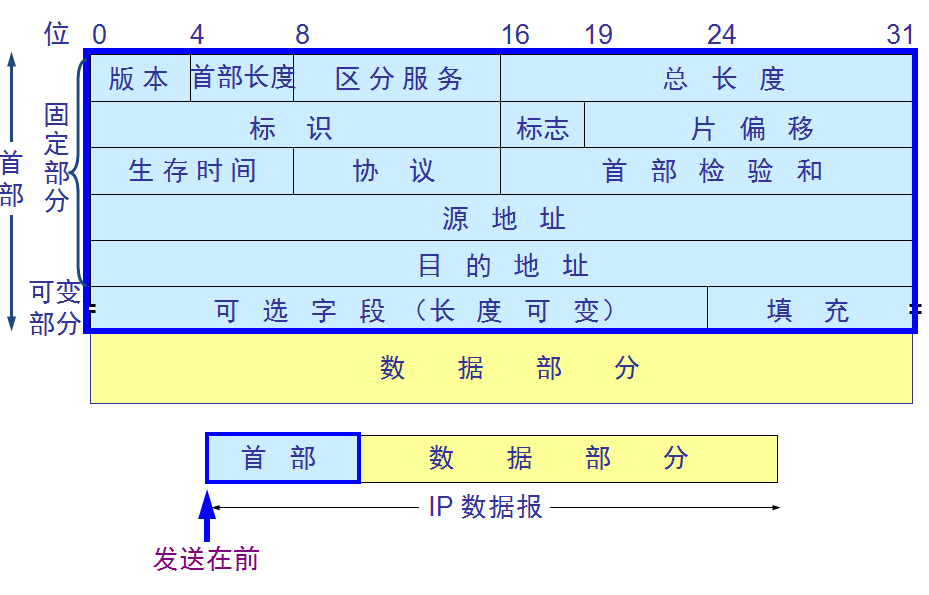 位 0 4 8 16 19 24 31
版本 首部长度 区分服务 总长度
标识 标志 片偏移
生存时间 协议 首部检验和
源地址
目的地址
可选字段（长度可变） 填充
首部
固定部分
可变部分
数据部分
首部 数据部分
IP 数据报
发送在前